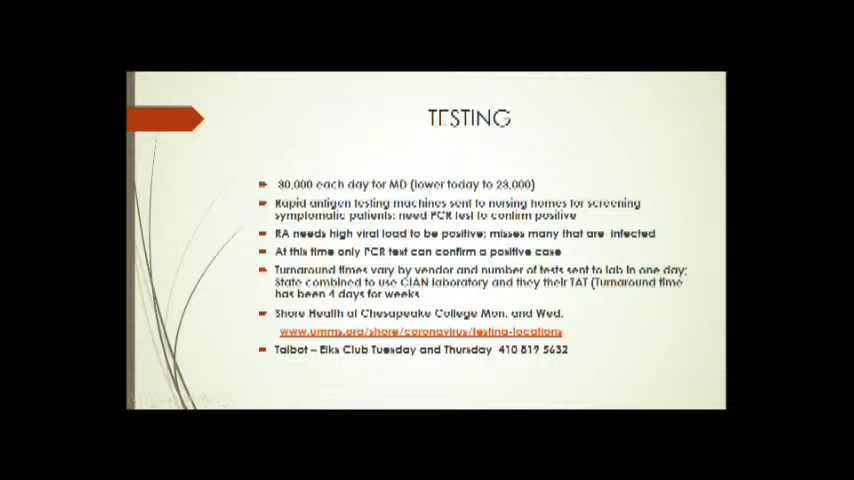 TESTING
30,000 each day for MD (lower today to 23,000)
Rapid antigen testing machines sent to nursing homes for screening
symptomatic patients; need PCR test to confirm positive
RA needs high viral load to be positive; misses many that are infected
At this time only PCR text can confirm a positive case
Turnaround times vary by vendor and number of tests sent to lab in one day;
State combined to use CIAN laboratory and they their TAT (Turnaround time
has been 4 days for weeks
Shore Health at Chesapeake College Mon. and Wed.
www.umms.org/shore/coronavirus/testing-locations
Talbot – Elks Club Tuesday and Thursday 410 819 5632